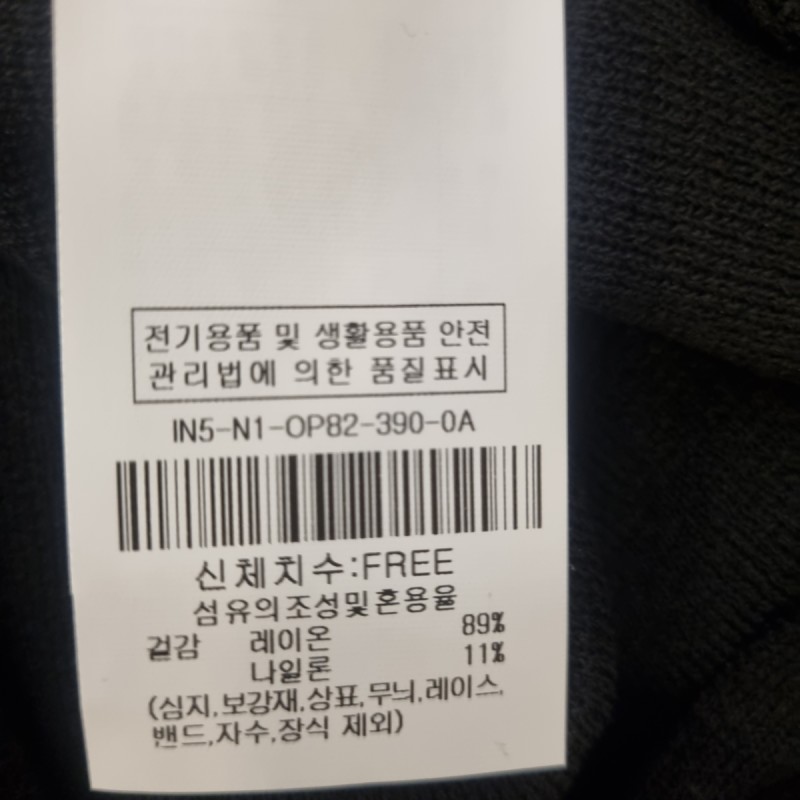 전기용품 및 생활용품 안전
관리법에 의한 품질표시
IN5-N1-OP82-390-0A
신체치수:FREE
섬유의조성및혼용율
겉감 레이온 89%
나일론 11%
(심지,보강재,상표,무늬,레이스,
밴드,자수,장식 제외)